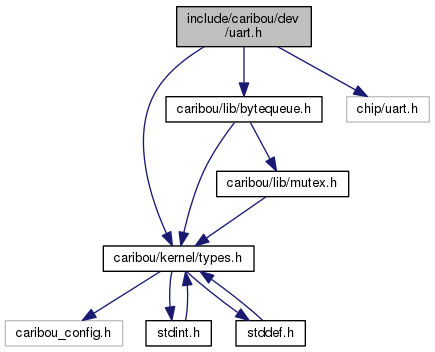 include/caribou/dev
/uart.h
caribou/lib/bytequeue.h
chip/uart.h
caribou/lib/mutex.h
caribou/kernel/types.h
caribou_config.h
stdint.h
stddef.h